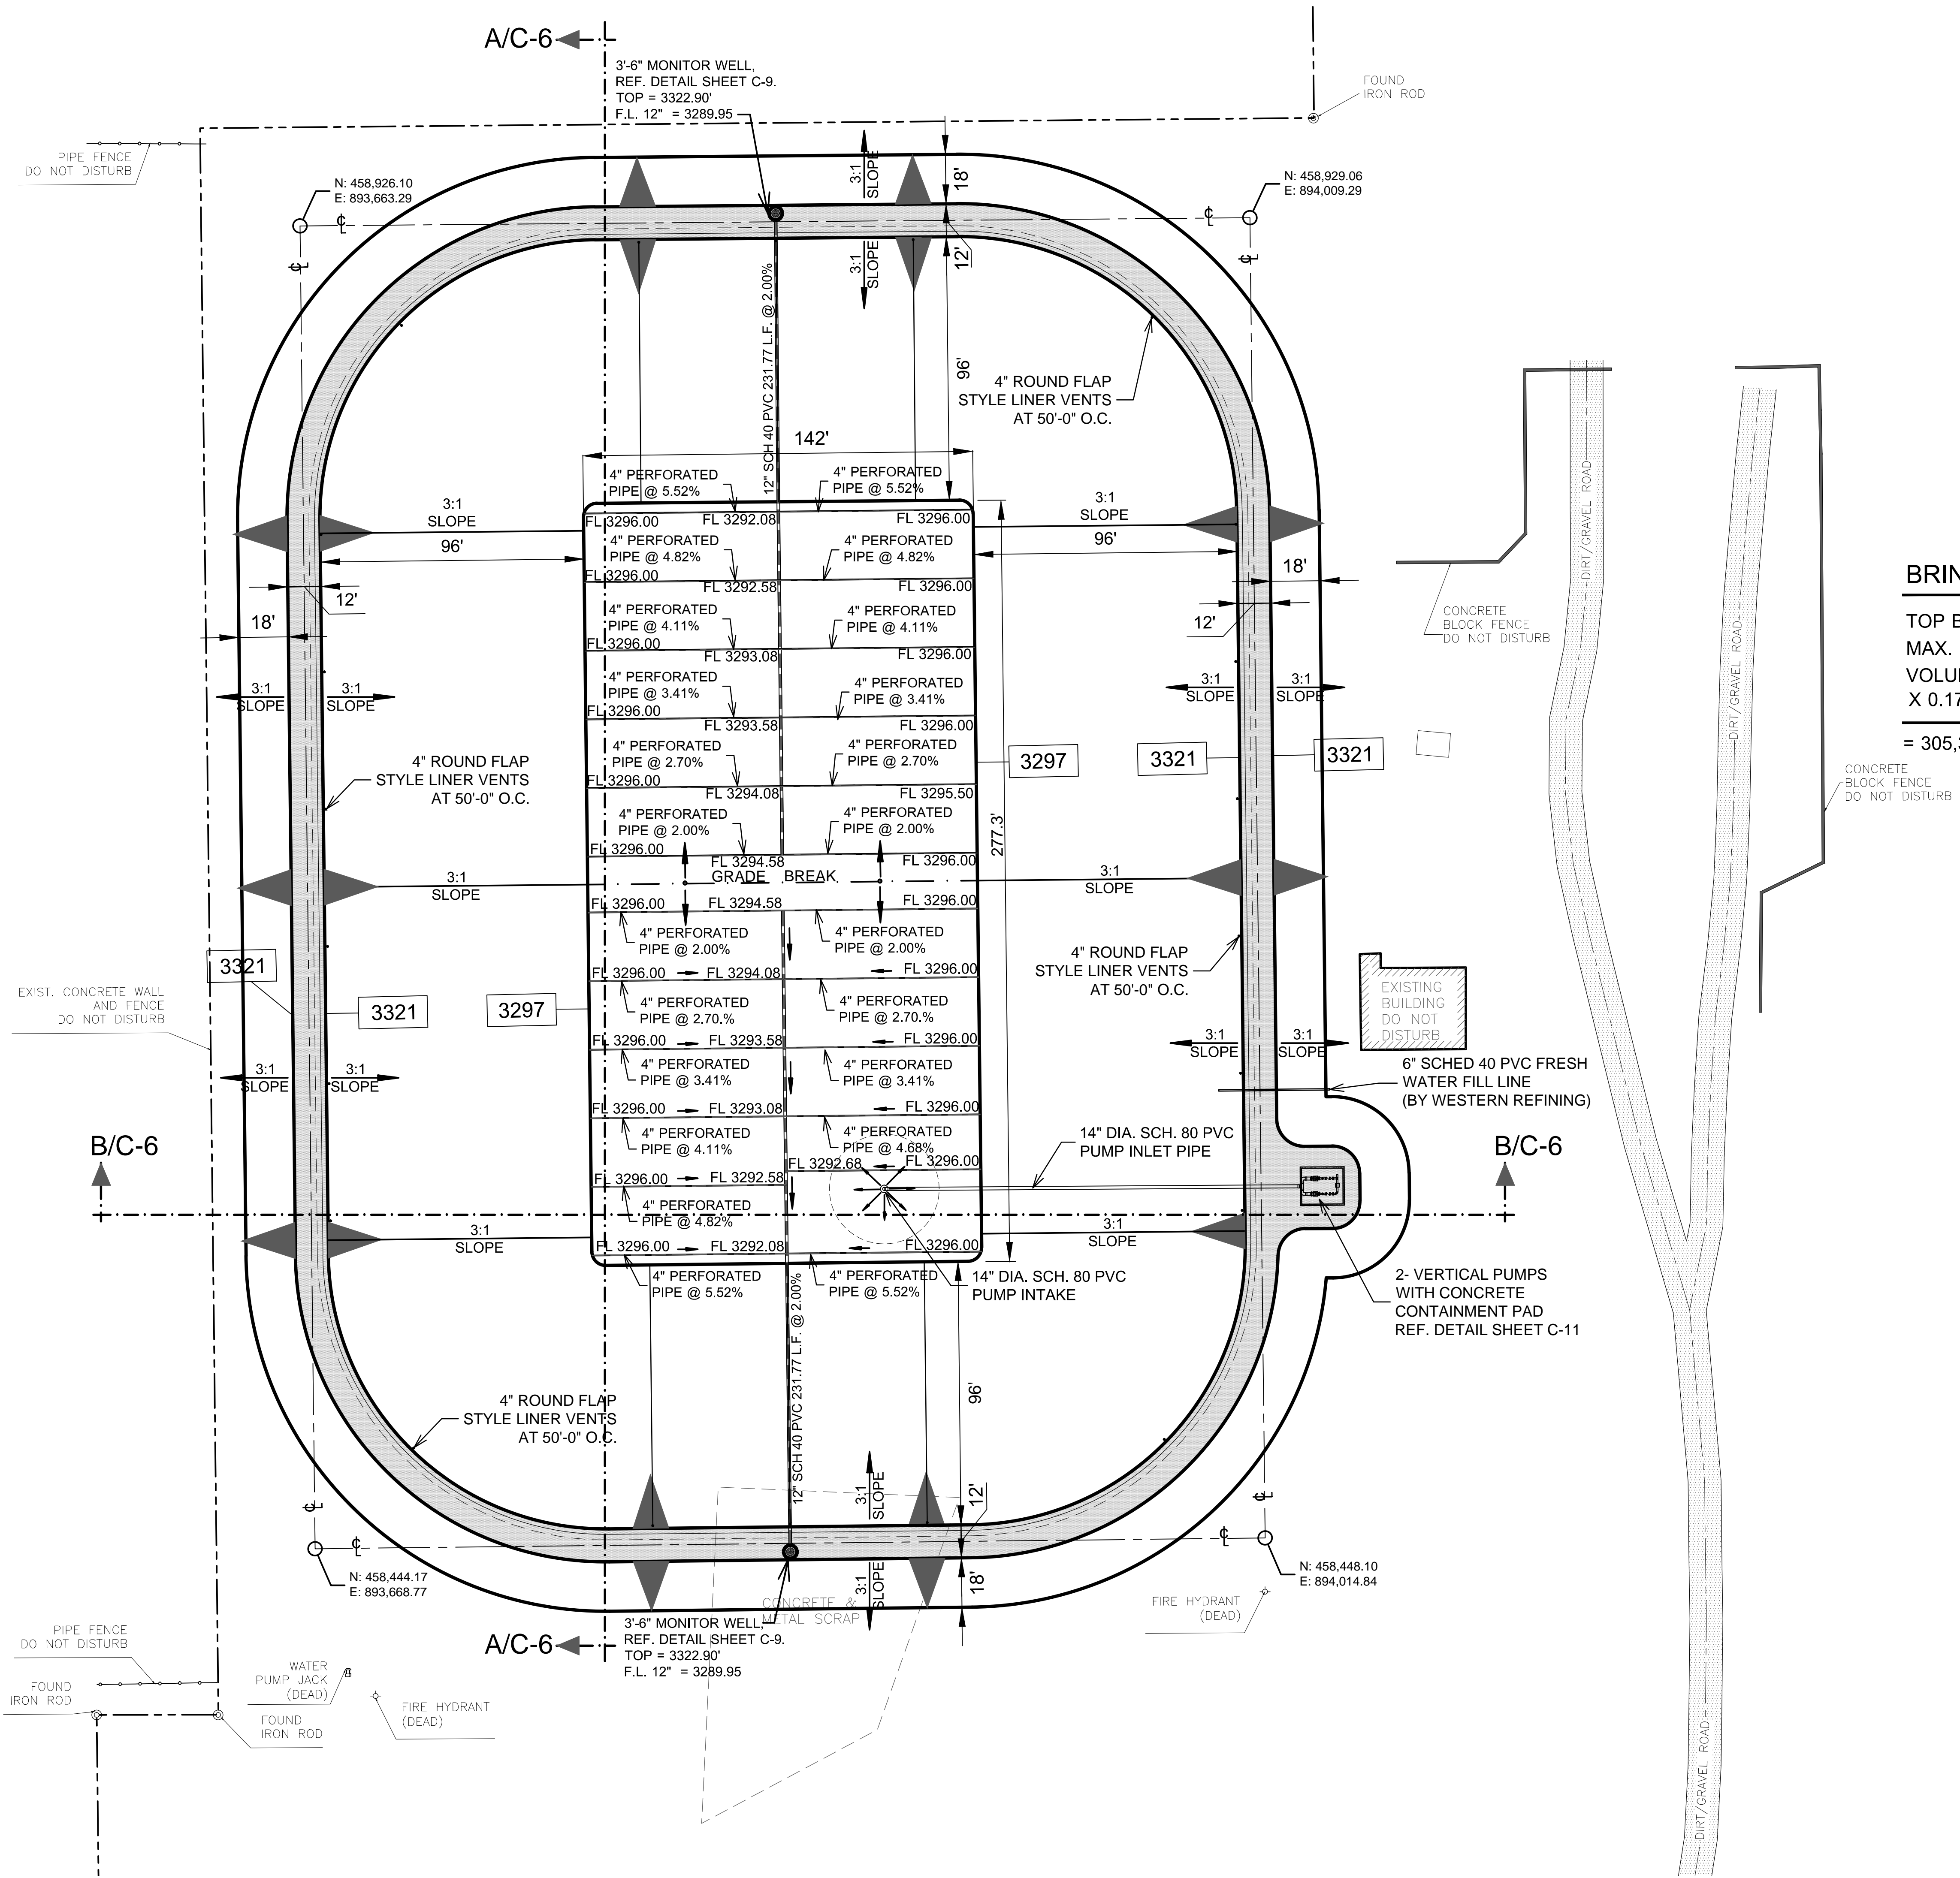 A/C-6
3'-6" MONITOR WELL,
REF. DETAIL SHEET C-9.
TOP = 3322.90'
F.L. 12" = 3289.95
FOUND
IRON ROD
PIPE FENCE
DO NOT DISTURB
N: 458,926.10
E: 893,663.29
N: 458,929.06
E: 894,009.29
3:1
SLOPE
18'
12'
3:1
SLOPE
96'
℄
℄
℄
℄
12" SCH 40 PVC 231.77 L.F. @ 2.00%
4" ROUND FLAP
STYLE LINER VENTS
AT 50'-0" O.C.
142'
4" PERFORATED
PIPE @ 5.52%
4" PERFORATED
PIPE @ 5.52%
3:1
SLOPE
96'
3:1
SLOPE
96'
FL 3296.00
FL 3292.08
FL 3296.00
4" PERFORATED
PIPE @ 4.82%
4" PERFORATED
PIPE @ 4.82%
FL 3296.00
FL 3292.58
FL 3296.00
12'
18'
18'
12'
4" PERFORATED
PIPE @ 4.11%
4" PERFORATED
PIPE @ 4.11%
FL 3296.00
FL 3293.08
FL 3296.00
4" PERFORATED
PIPE @ 3.41%
4" PERFORATED
PIPE @ 3.41%
FL 3296.00
FL 3293.58
FL 3296.00
3:1
SLOPE
3:1
SLOPE
3:1
SLOPE
3:1
SLOPE
4" PERFORATED
PIPE @ 2.70%
4" PERFORATED
PIPE @ 2.70%
FL 3296.00
FL 3294.08
FL 3295.50
4" ROUND FLAP
STYLE LINER VENTS
AT 50'-0" O.C.
3297
3321
3321
4" PERFORATED
PIPE @ 2.00%
4" PERFORATED
PIPE @ 2.00%
277.3'
FL 3296.00
FL 3294.58
FL 3296.00
GRADE BREAK
3:1
SLOPE
3:1
SLOPE
FL 3296.00
FL 3294.58
FL 3296.00
4" PERFORATED
PIPE @ 2.00%
4" PERFORATED
PIPE @ 2.00%
FL 3296.00
FL 3294.08
FL 3296.00
4" ROUND FLAP
STYLE LINER VENTS
AT 50'-0" O.C.
3321
3321
3297
4" PERFORATED
PIPE @ 2.70.%
4" PERFORATED
PIPE @ 2.70.%
FL 3296.00
FL 3293.58
FL 3296.00
4" PERFORATED
PIPE @ 3.41%
4" PERFORATED
PIPE @ 3.41%
3:1
SLOPE
3:1
SLOPE
3:1
SLOPE
3:1
SLOPE
FL 3296.00
FL 3293.08
FL 3296.00
4" PERFORATED
PIPE @ 4.11%
4" PERFORATED
PIPE @ 4.68%
FL 3292.68
FL 3296.00
FL 3296.00
FL 3292.58
4" PERFORATED
PIPE @ 4.82%
FL 3296.00
FL 3292.08
FL 3296.00
4" PERFORATED
PIPE @ 5.52%
4" PERFORATED
PIPE @ 5.52%
EXIST. CONCRETE WALL
AND FENCE
DO NOT DISTURB
B/C-6
B/C-6
3:1
SLOPE
3:1
SLOPE
14" DIA. SCH. 80 PVC
PUMP INLET PIPE
14" DIA. SCH. 80 PVC
PUMP INTAKE
EXISTING
BUILDING
DO NOT
DISTURB
6" SCHED 40 PVC FRESH
WATER FILL LINE
(BY WESTERN REFINING)
2- VERTICAL PUMPS
WITH CONCRETE
CONTAINMENT PAD
REF. DETAIL SHEET C-11
CONCRETE
BLOCK FENCE
DO NOT DISTURB
DIRT/GRAVEL ROAD
DIRT/GRAVEL ROAD
DIRT/GRAVEL ROAD
CONCRETE
BLOCK FENCE
DO NOT DISTURB
BRIN
TOP B
MAX.
VOLU
X 0.17
= 305,
4" ROUND FLAP
STYLE LINER VENTS
AT 50'-0" O.C.
12" SCH 40 PVC 231.77 L.F. @ 2.00%
96'
12'
18'
3:1
SLOPE
3:1
SLOPE
℄
℄
℄
℄
N: 458,444.17
E: 893,668.77
N: 458,448.10
E: 894,014.84
CONCRETE &
METAL SCRAP
FIRE HYDRANT
(DEAD)
A/C-6
3'-6" MONITOR WELL,
REF. DETAIL SHEET C-9.
TOP = 3322.90'
F.L. 12" = 3289.95
PIPE FENCE
DO NOT DISTURB
FOUND
IRON ROD
WATER
PUMP JACK
(DEAD)
FOUND
IRON ROD
FIRE HYDRANT
(DEAD)